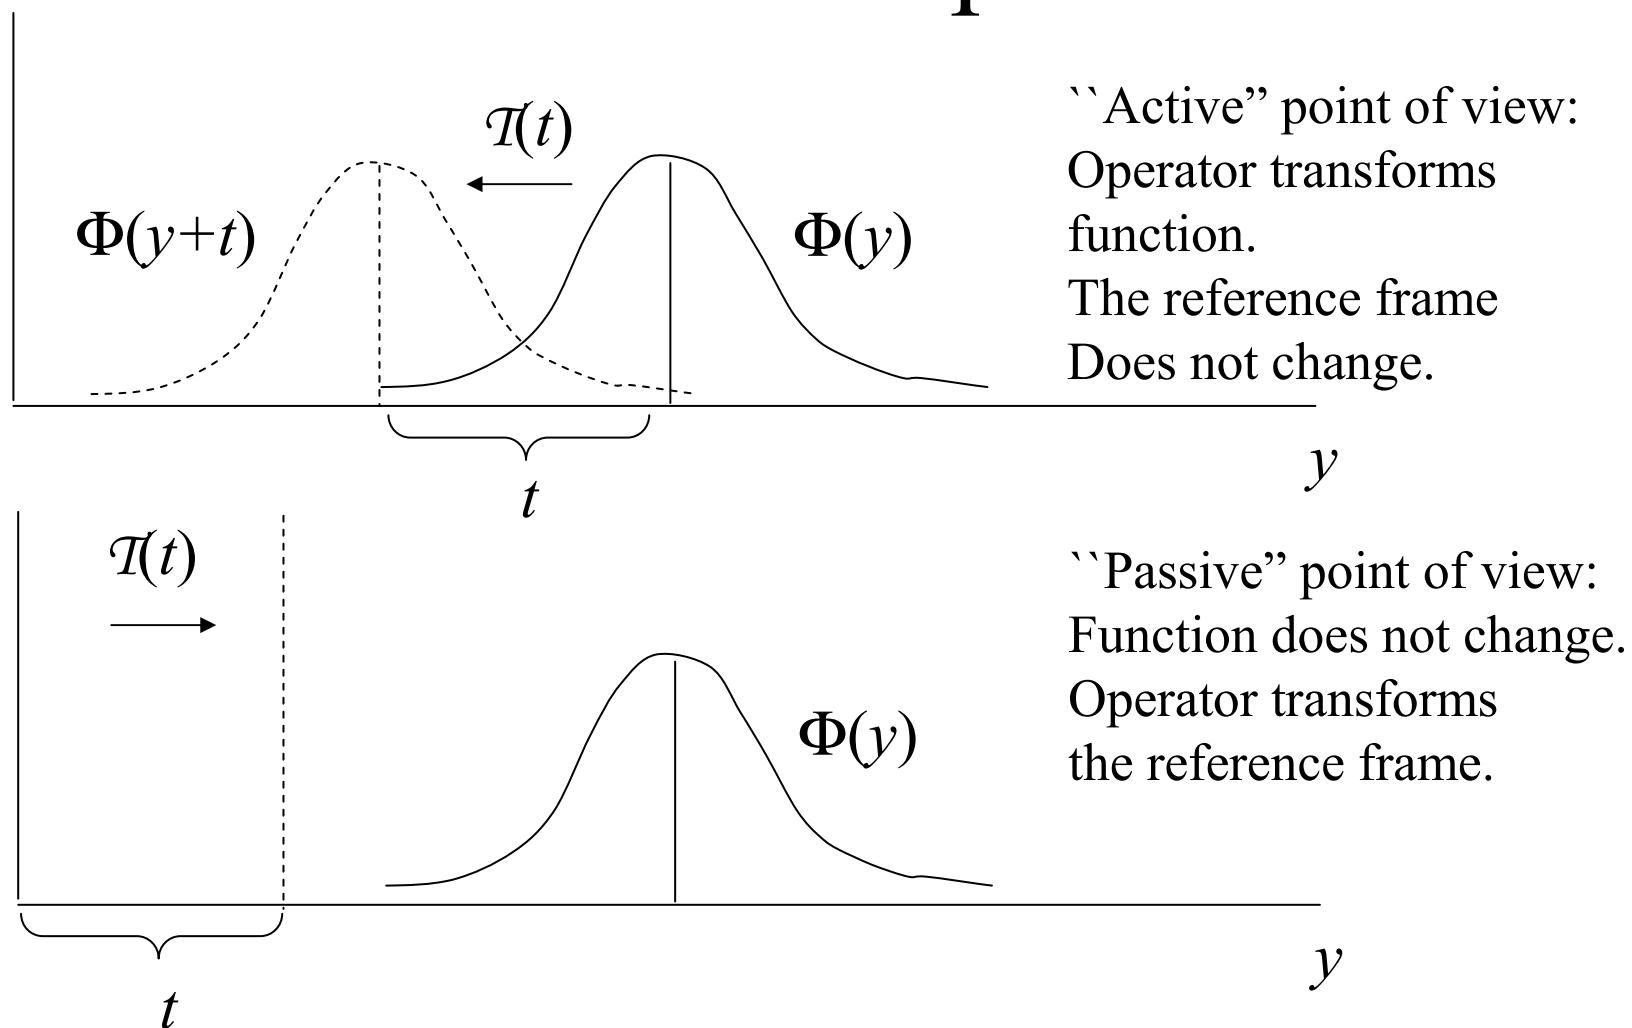 𝒯(t)
Φ(y+t)
Φ(y)
t
y
``Active” point of view:
Operator transforms
function.
The reference frame
Does not change.
𝒯(t)
Φ(y)
t
y
``Passive” point of view:
Function does not change.
Operator transforms
the reference frame.